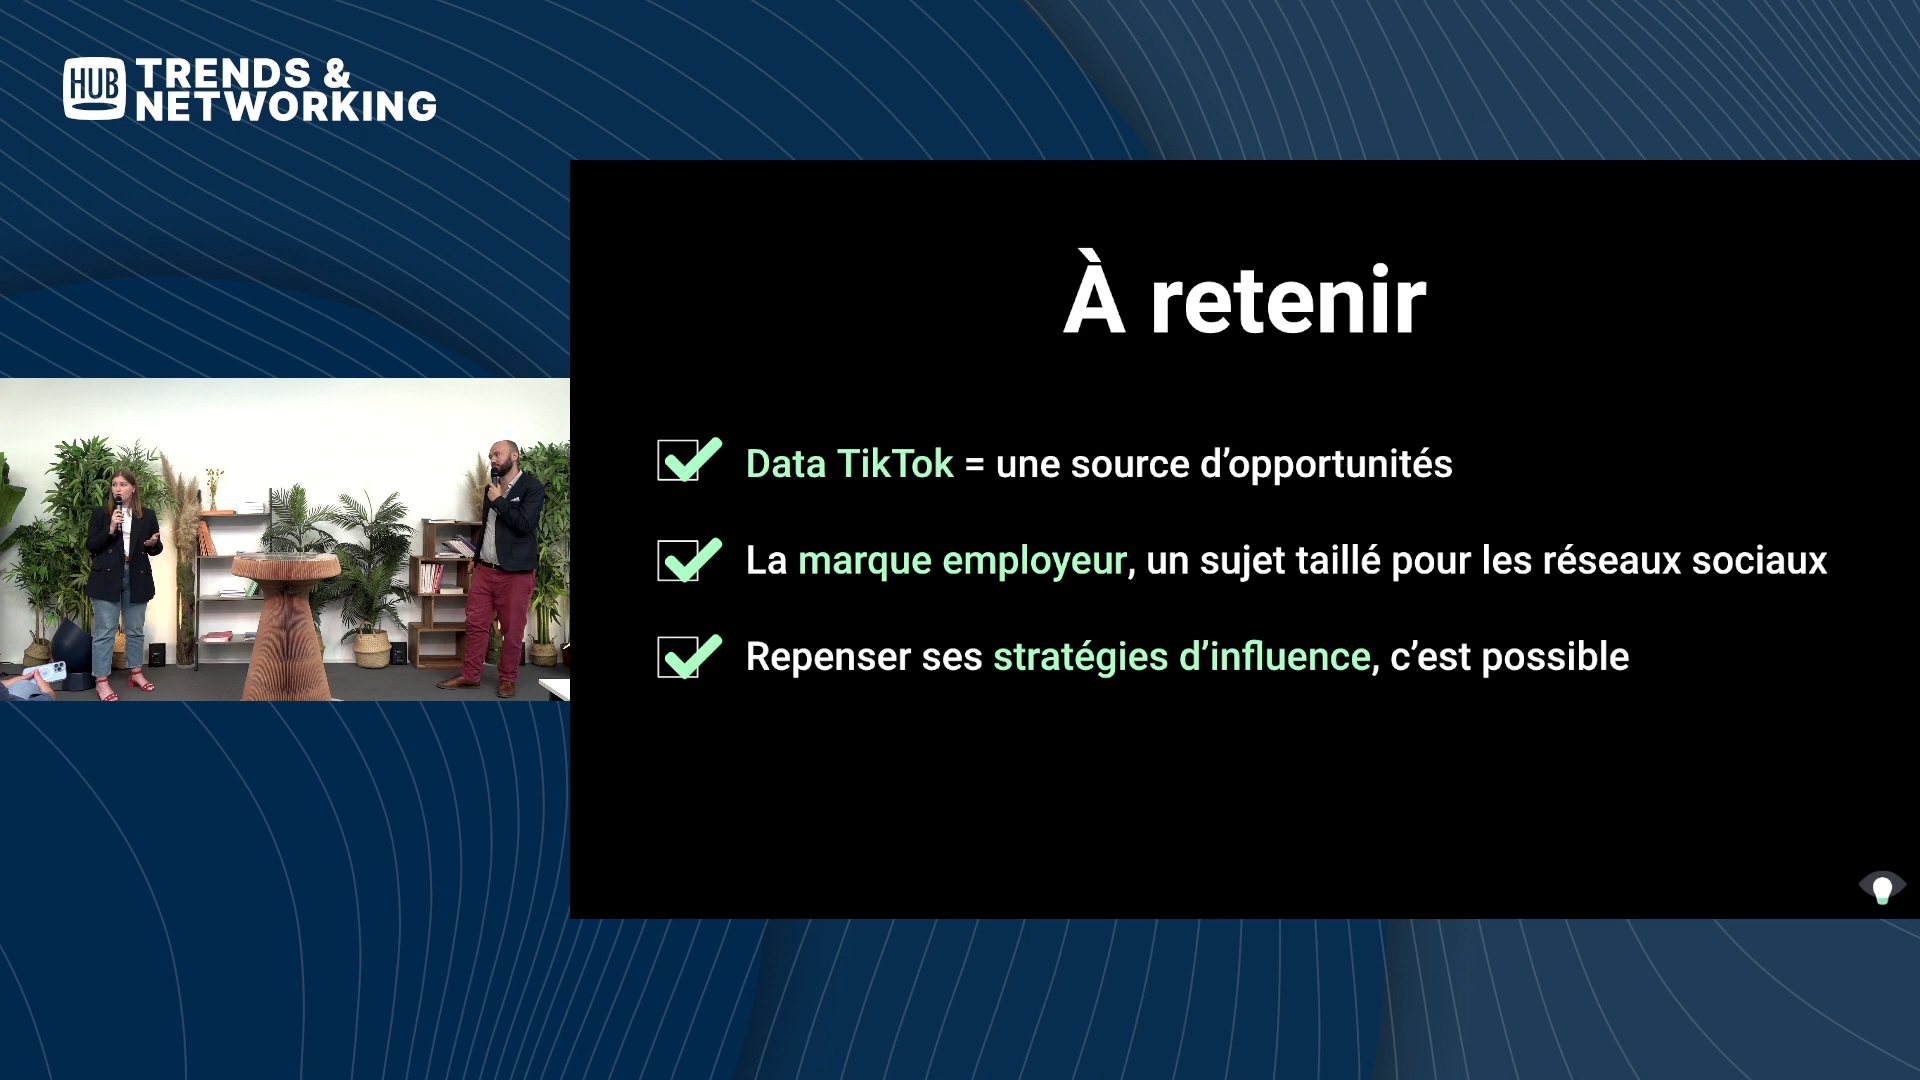 HUB
TRENDS &
NETWORKING
À retenir
Data TikTok = une source d’opportunités
La marque employeur, un sujet taillé pour les réseaux sociaux
Repenser ses stratégies d’influence, c’est possible